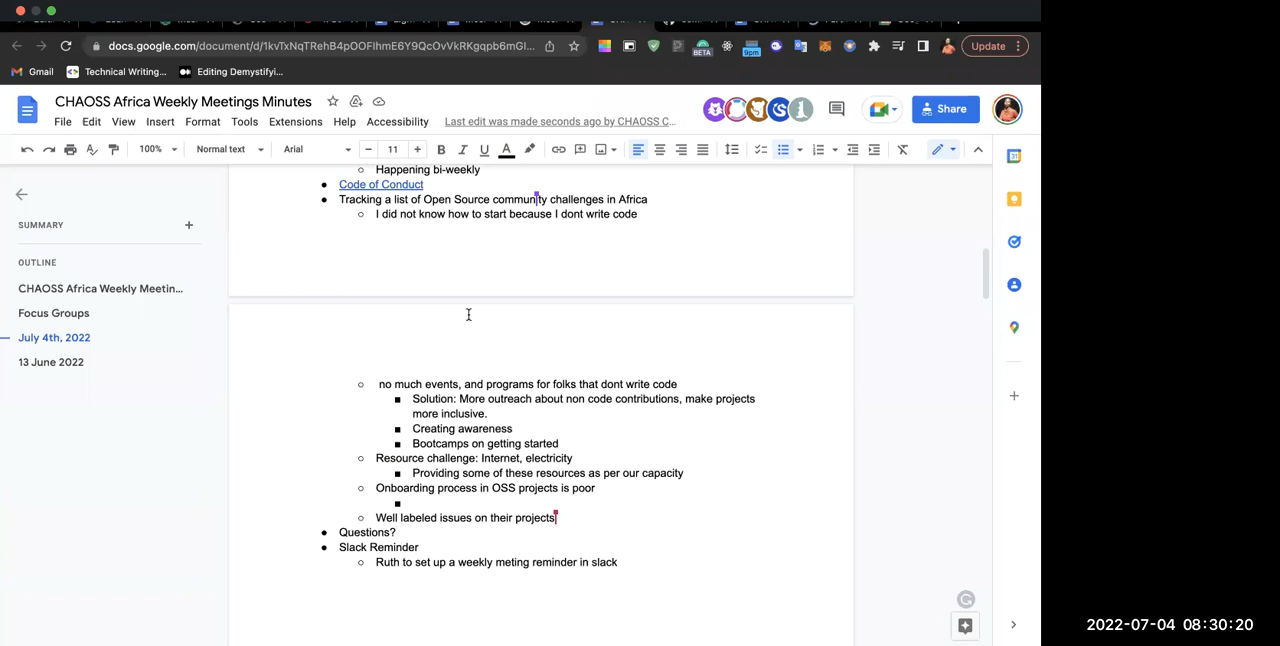 docs.google.com/document/d/1kvTxNqTRehB4pOOFIhmE6Y9QcOvVkRKgqpb6mGI...
BETA
9pm
Update
Gmail
Technical Writing...
Editing Demystifyi...
CHAOSS Africa Weekly Meetings Minutes
File Edit View Insert Format Tools Extensions Help Accessibility
Last edit was made seconds ago by CHAOSS C...
Share
100% Normal text Arial 11
Happening bi-weekly
Code of Conduct
Tracking a list of Open Source community challenges in Africa
I did not know how to start because I dont write code
SUMMARY
OUTLINE
CHAOSS Africa Weekly Meetin...
Focus Groups
July 4th, 2022
13 June 2022
no much events, and programs for folks that dont write code
Solution: More outreach about non code contributions, make projects
more inclusive.
Creating awareness
Bootcamps on getting started
Resource challenge: Internet, electricity
Providing some of these resources as per our capacity
Onboarding process in OSS projects is poor
Well labeled issues on their projects
Questions?
Slack Reminder
Ruth to set up a weekly meting reminder in slack
2022-07-04 08:30:20